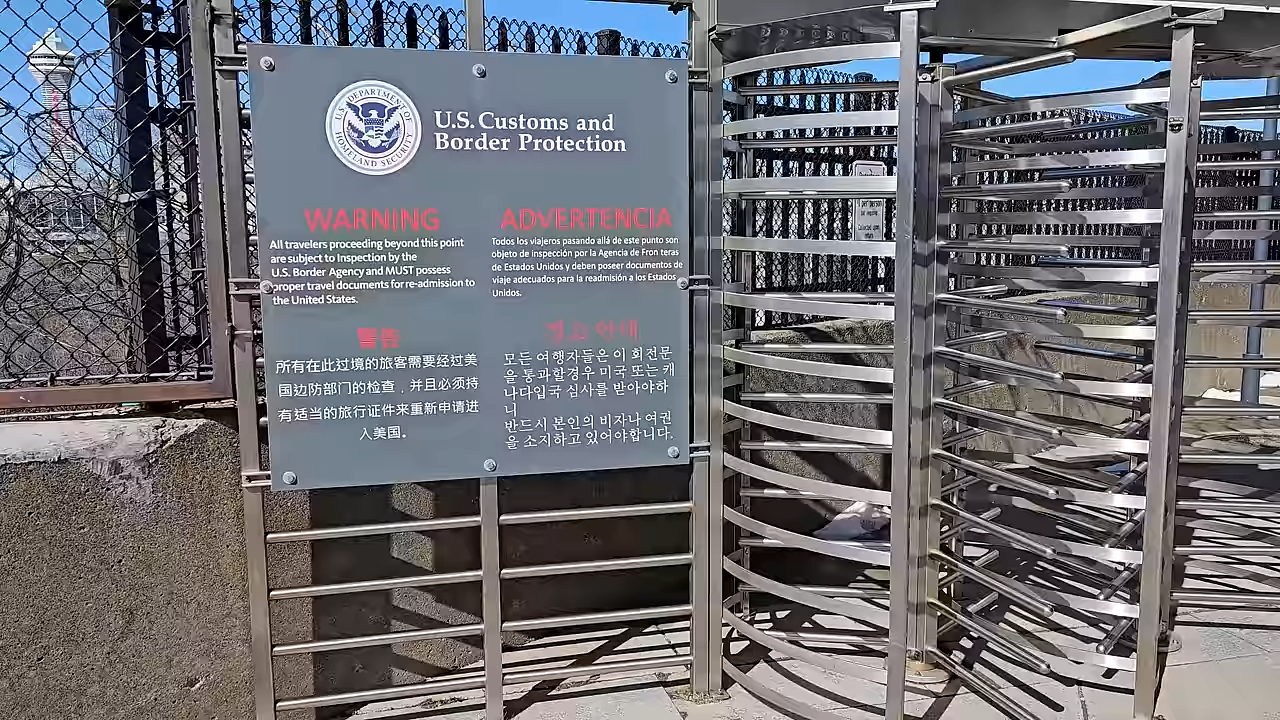 U.S. DEPARTMENT OF
HOMELAND SECURITY
U.S. Customs and
Border Protection
WARNING
All travelers proceeding beyond this point
are subject to Inspection by the
U.S. Border Agency and MUST possess
proper travel documents for re-admission to
the United States.
ADVERTENCIA
Todos los viajeros pasando allá de este punto son
objeto de inspección por la Agencia de Fron teras
de Estados Unidos y deben poseer documentos de
viaje adecuados para la readmisión a los Estados
Unidos.
警告
所有在此过境的旅客需要经过美
国边防部门的检查，并且必须持
有适当的旅行证件来重新申请进
入美国。
모든 여행자들은 이 회전문
을 통과할경우 미국 또는 캐
나다입국 심사를 받아야하
니
반드시 본인의 비자나 여권
을 소지하고 있어야합니다.